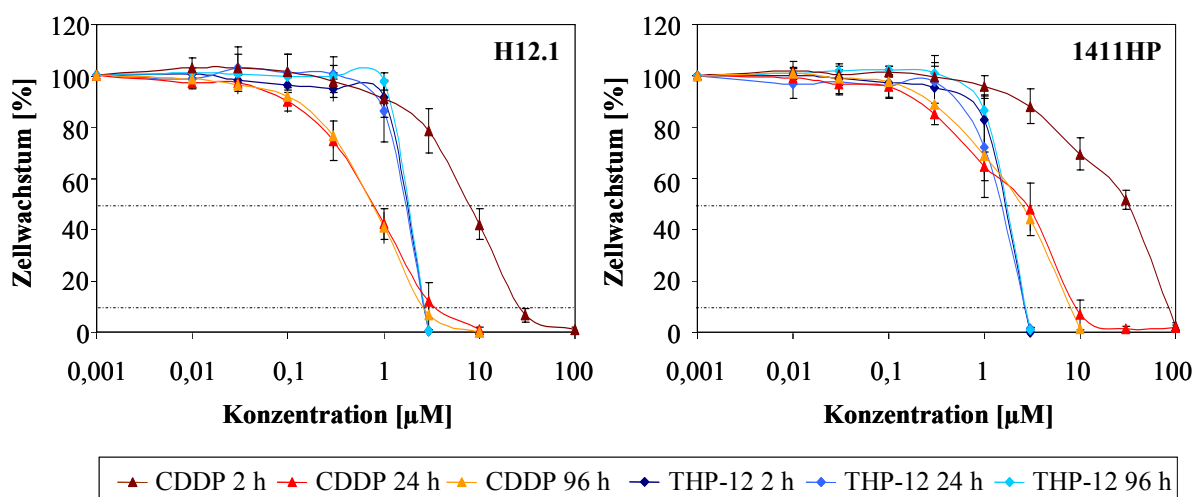 H12.1
Zellwachstum [%]
120
100
80
60
40
20
0
0,001 0,01 0,1 1 10 100
Konzentration [µM]
1411HP
Zellwachstum [%]
120
100
80
60
40
20
0
0,001 0,01 0,1 1 10 100
Konzentration [µM]
CDDP 2 h CDDP 24 h CDDP 96 h THP-12 2 h THP-12 24 h THP-12 96 h